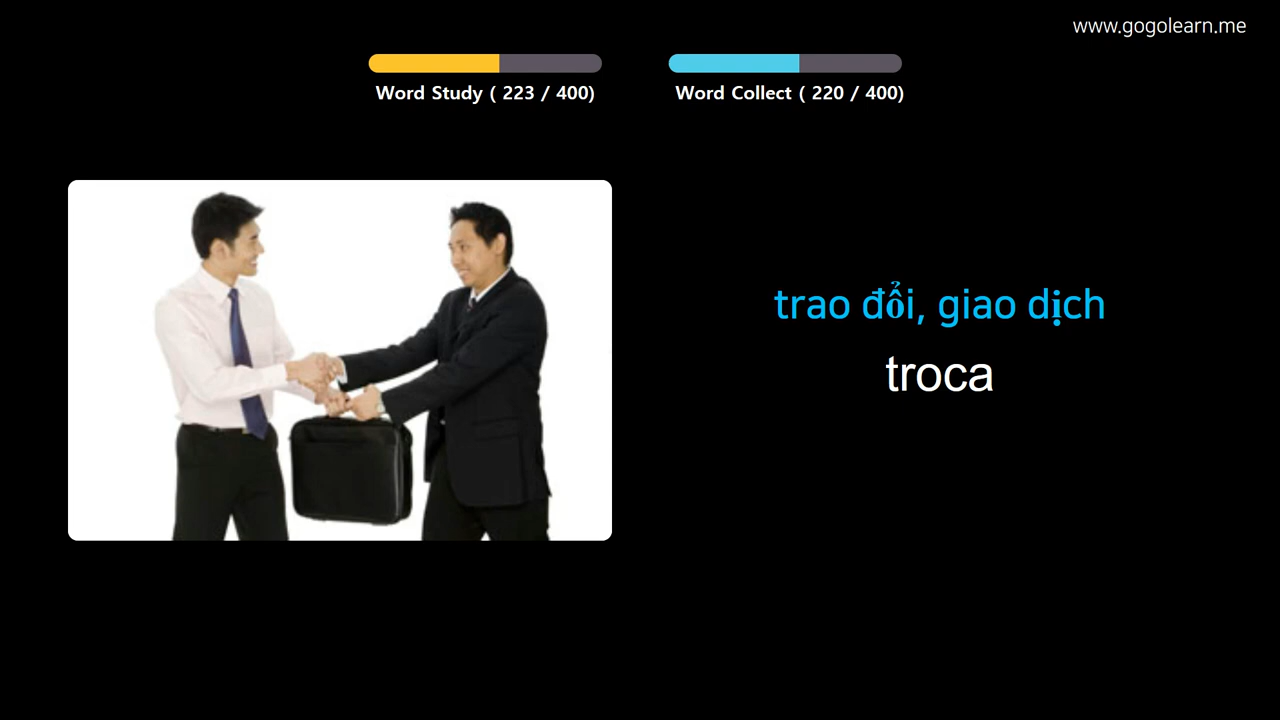 www.gogolearn.me
Word Study ( 223 / 400)
Word Collect ( 220 / 400)
trao đổi, giao dịch
troca